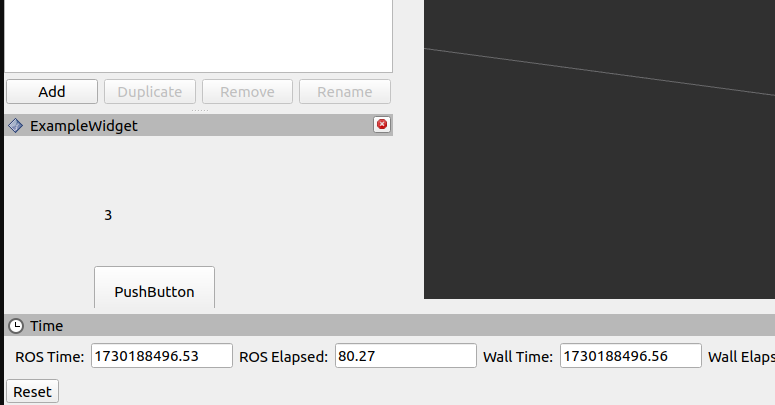 Add Duplicate Remove Rename
ExampleWidget
3
PushButton
Time
ROS Time: 1730188496.53 ROS Elapsed: 80.27 Wall Time: 1730188496.56 Wall Elaps
Reset